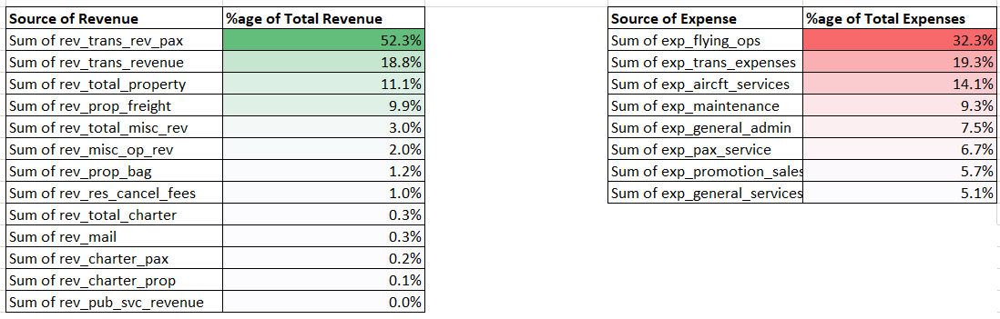 Source of Revenue %age of Total Revenue
Sum of rev_trans_rev_pax 52.3%
Sum of rev_trans_revenue 18.8%
Sum of rev_total_property 11.1%
Sum of rev_prop_freight 9.9%
Sum of rev_total_misc_rev 3.0%
Sum of rev_misc_op_rev 2.0%
Sum of rev_prop_bag 1.2%
Sum of rev_res_cancel_fees 1.0%
Sum of rev_total_charter 0.3%
Sum of rev_mail 0.3%
Sum of rev_charter_pax 0.2%
Sum of rev_charter_prop 0.1%
Sum of rev_pub_svc_revenue 0.0%
Source of Expense %age of Total Expenses
Sum of exp_flying_ops 32.3%
Sum of exp_trans_expenses 19.3%
Sum of exp_aircft_services 14.1%
Sum of exp_maintenance 9.3%
Sum of exp_general_admin 7.5%
Sum of exp_pax_service 6.7%
Sum of exp_promotion_sales 5.7%
Sum of exp_general_services 5.1%